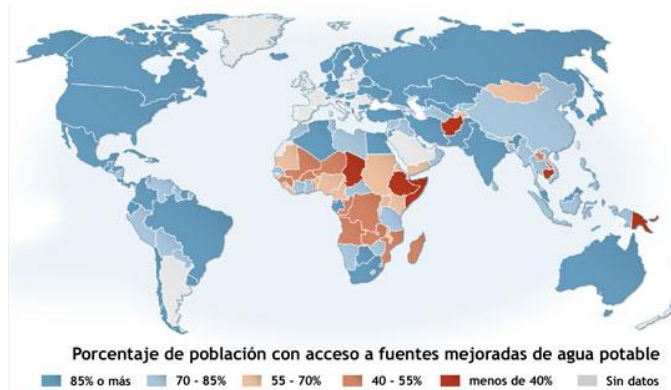 Porcentaje de población con acceso a fuentes mejoradas de agua potable
85% o más 70 - 85% 55 - 70% 40 - 55% menos de 40% Sin datos